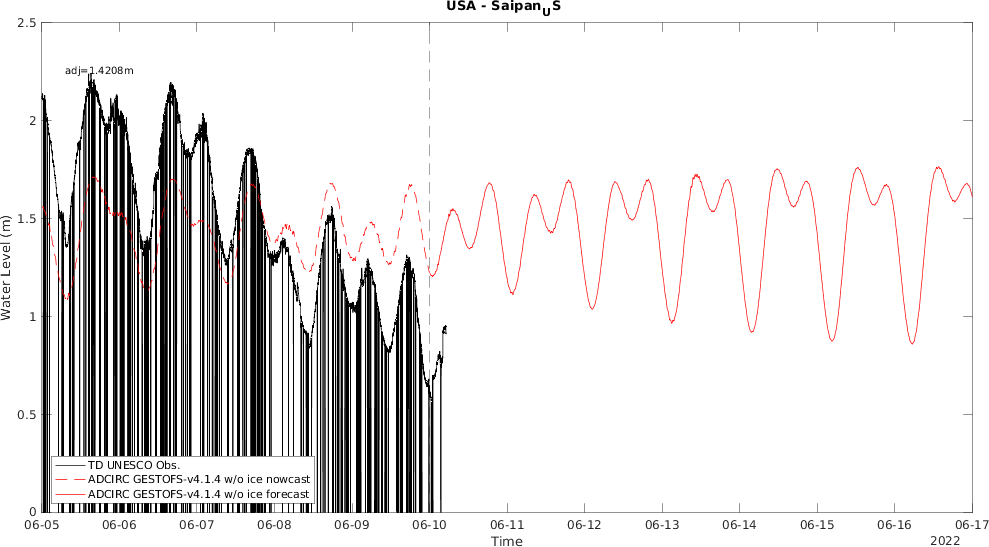 USA - Saipan_US
adj=1.4208m
Water Level (m)
2.5
2
1.5
1
0.5
0
TD UNESCO Obs.
ADCIRC GESTOFS-v4.1.4 w/o ice nowcast
ADCIRC GESTOFS-v4.1.4 w/o ice forecast
06-05 06-06 06-07 06-08 06-09 06-10 06-11 06-12 06-13 06-14 06-15 06-16 06-17
Time
2022